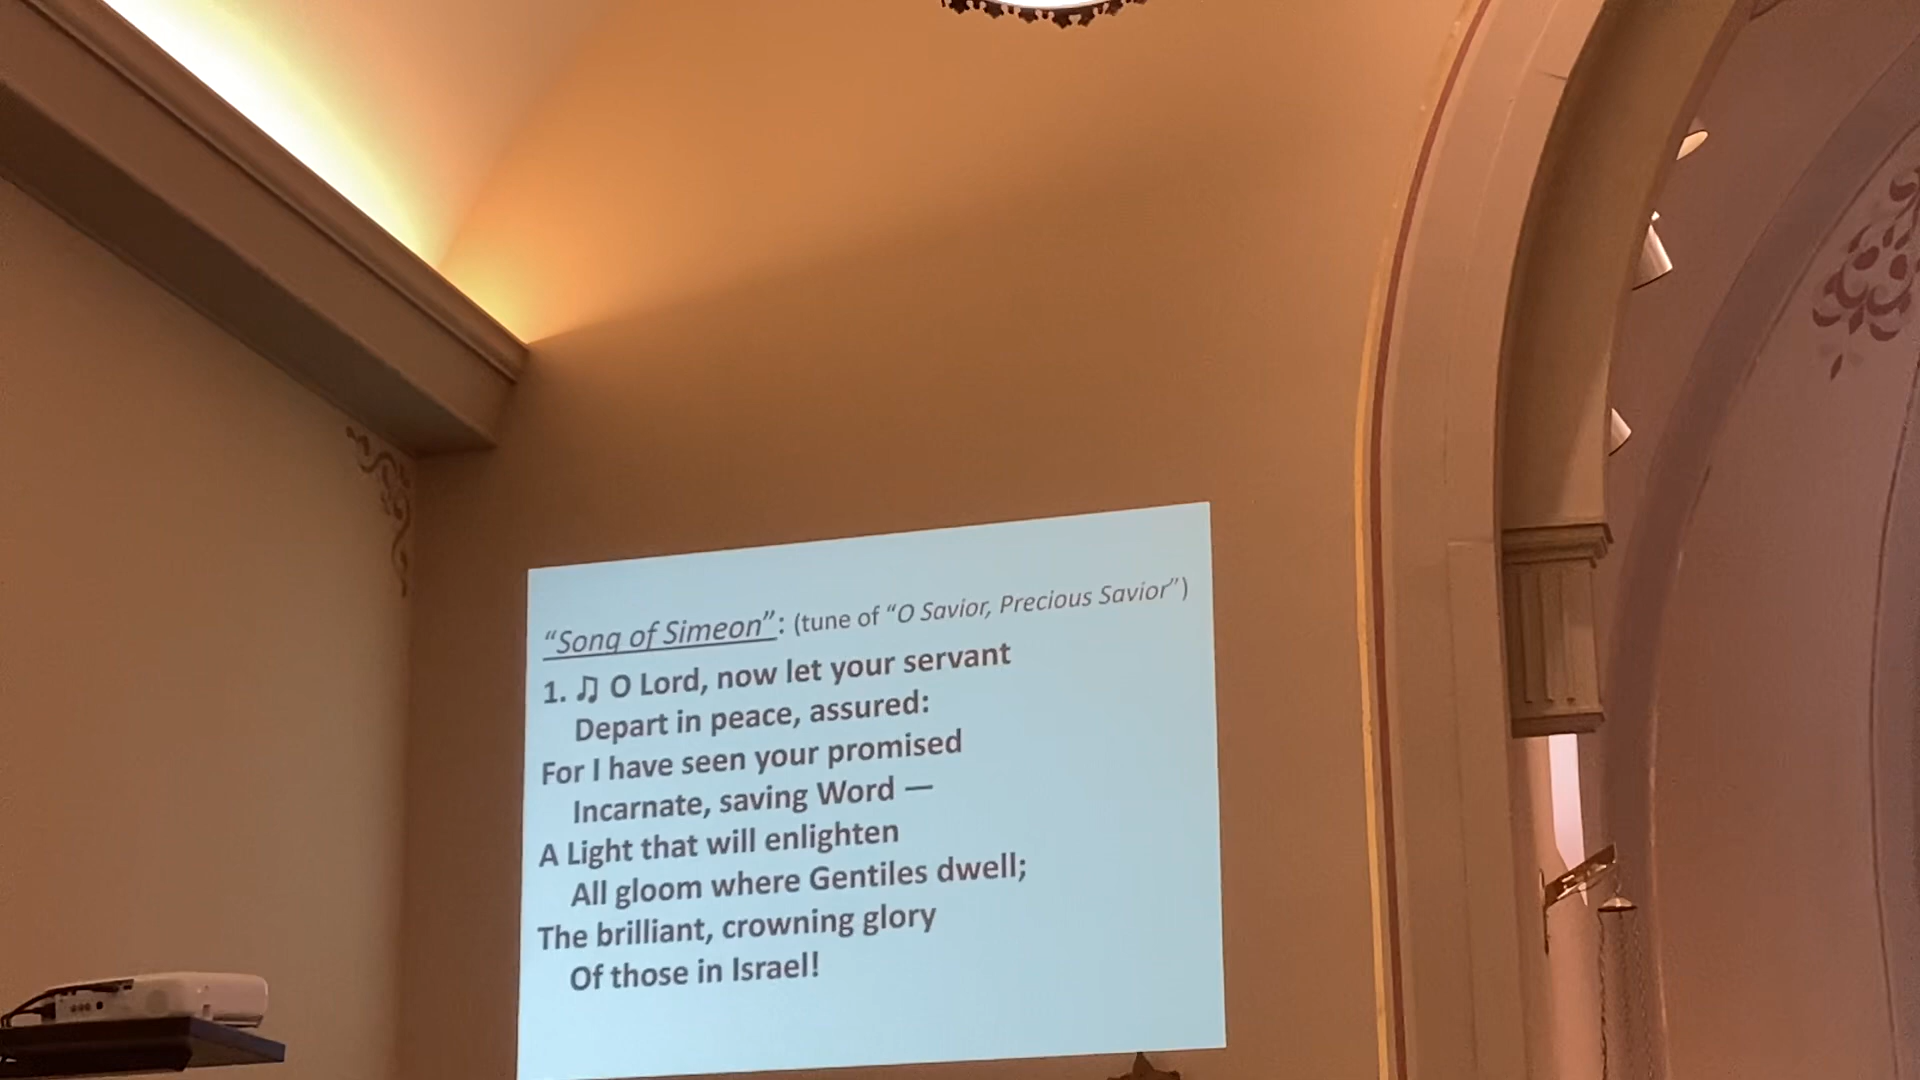 “Song of Simeon”: (tune of “O Savior, Precious Savior”)
1. ♫ O Lord, now let your servant
Depart in peace, assured:
For I have seen your promised
Incarnate, saving Word —
A Light that will enlighten
All gloom where Gentiles dwell;
The brilliant, crowning glory
Of those in Israel!